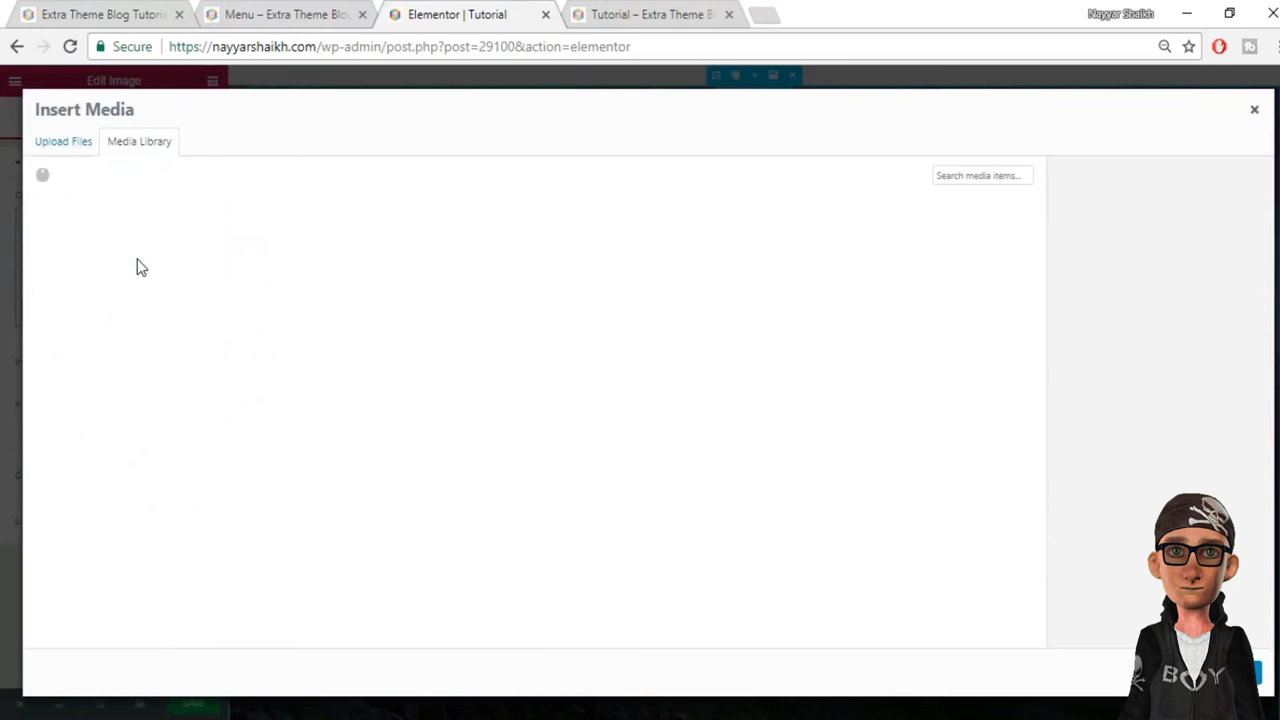 Extra Theme Blog Tutori
Menu – Extra Theme Blo
Elementor | Tutorial
Tutorial – Extra Theme B
Nayyar Shaikh
Secure
https://nayyarshaikh.com/wp-admin/post.php?post=29100&action=elementor
Edit Image
Insert Media
Upload Files
Media Library
Search media items...
SAVE
BOY